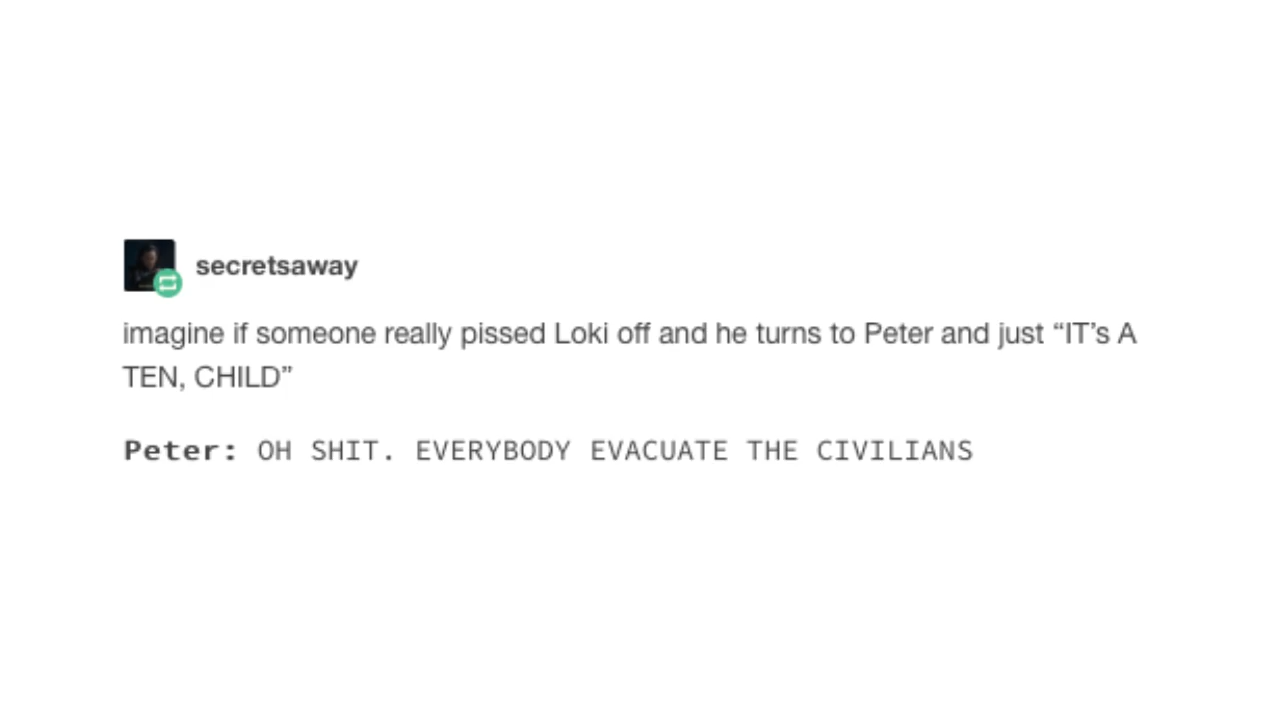 secretsaway
imagine if someone really pissed Loki off and he turns to Peter and just “IT’s A
TEN, CHILD”
Peter: OH SHIT. EVERYBODY EVACUATE THE CIVILIANS